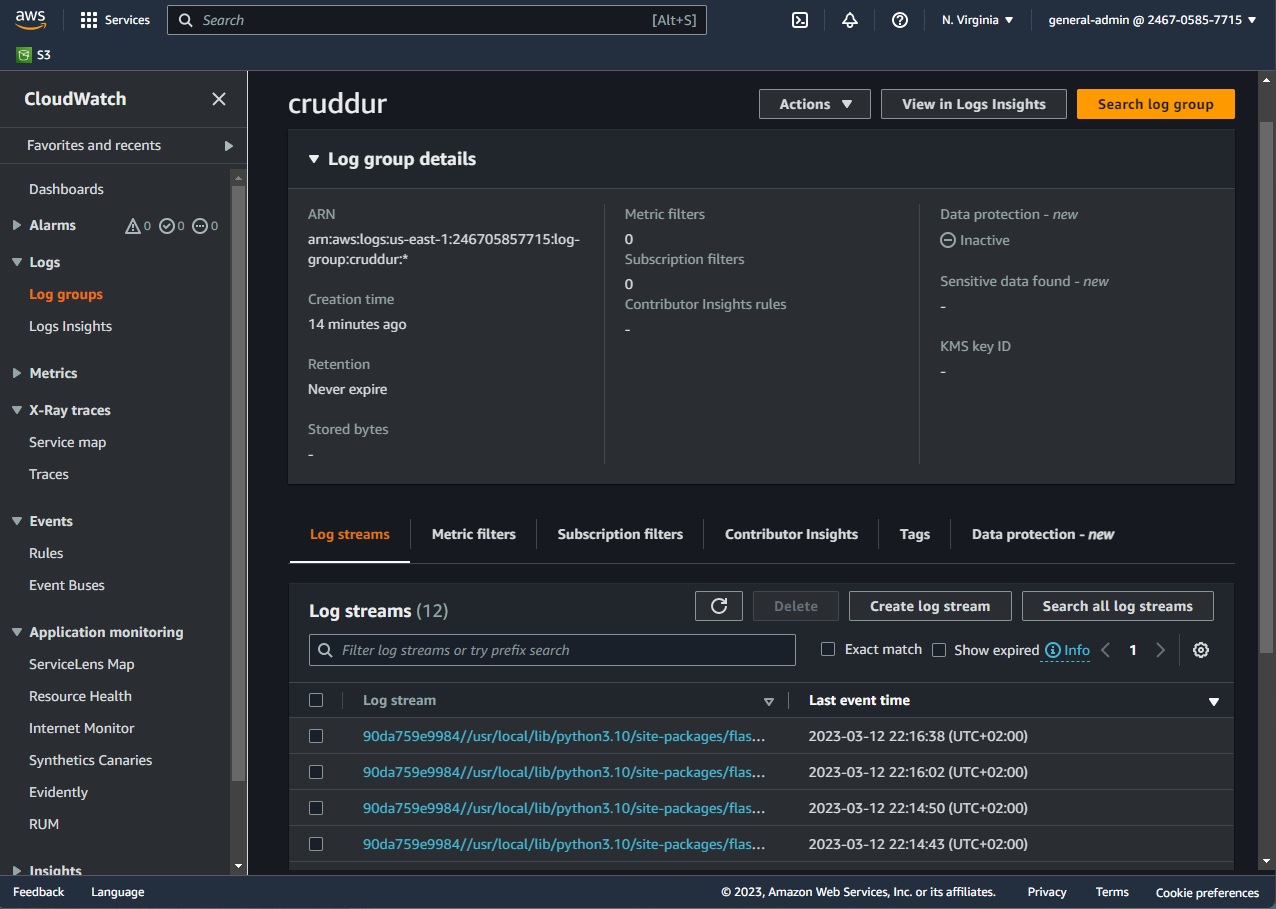 aws
Services
Search [Alt+S]
N. Virginia
general-admin @ 2467-0585-7715
S3
CloudWatch
Favorites and recents
Dashboards
Alarms 0 0 0
Logs
Log groups
Logs Insights
Metrics
X-Ray traces
Service map
Traces
Events
Rules
Event Buses
Application monitoring
ServiceLens Map
Resource Health
Internet Monitor
Synthetics Canaries
Evidently
RUM
Insights
cruddur
Actions
View in Logs Insights
Search log group
Log group details
ARN
arn:aws:logs:us-east-1:246705857715:log-
group:cruddur:*
Creation time
14 minutes ago
Retention
Never expire
Stored bytes
-
Metric filters
0
Subscription filters
0
Contributor Insights rules
-
Data protection - new
Inactive
Sensitive data found - new
-
KMS key ID
-
Log streams
Metric filters
Subscription filters
Contributor Insights
Tags
Data protection - new
Log streams (12)
Delete
Create log stream
Search all log streams
Filter log streams or try prefix search
Exact match
Show expired
Info
1
Log stream Last event time
90da759e9984//usr/local/lib/python3.10/site-packages/flas... 2023-03-12 22:16:38 (UTC+02:00)
90da759e9984//usr/local/lib/python3.10/site-packages/flas... 2023-03-12 22:16:02 (UTC+02:00)
90da759e9984//usr/local/lib/python3.10/site-packages/flas... 2023-03-12 22:14:50 (UTC+02:00)
90da759e9984//usr/local/lib/python3.10/site-packages/flas... 2023-03-12 22:14:43 (UTC+02:00)
Feedback
Language
© 2023, Amazon Web Services, Inc. or its affiliates.
Privacy
Terms
Cookie preferences